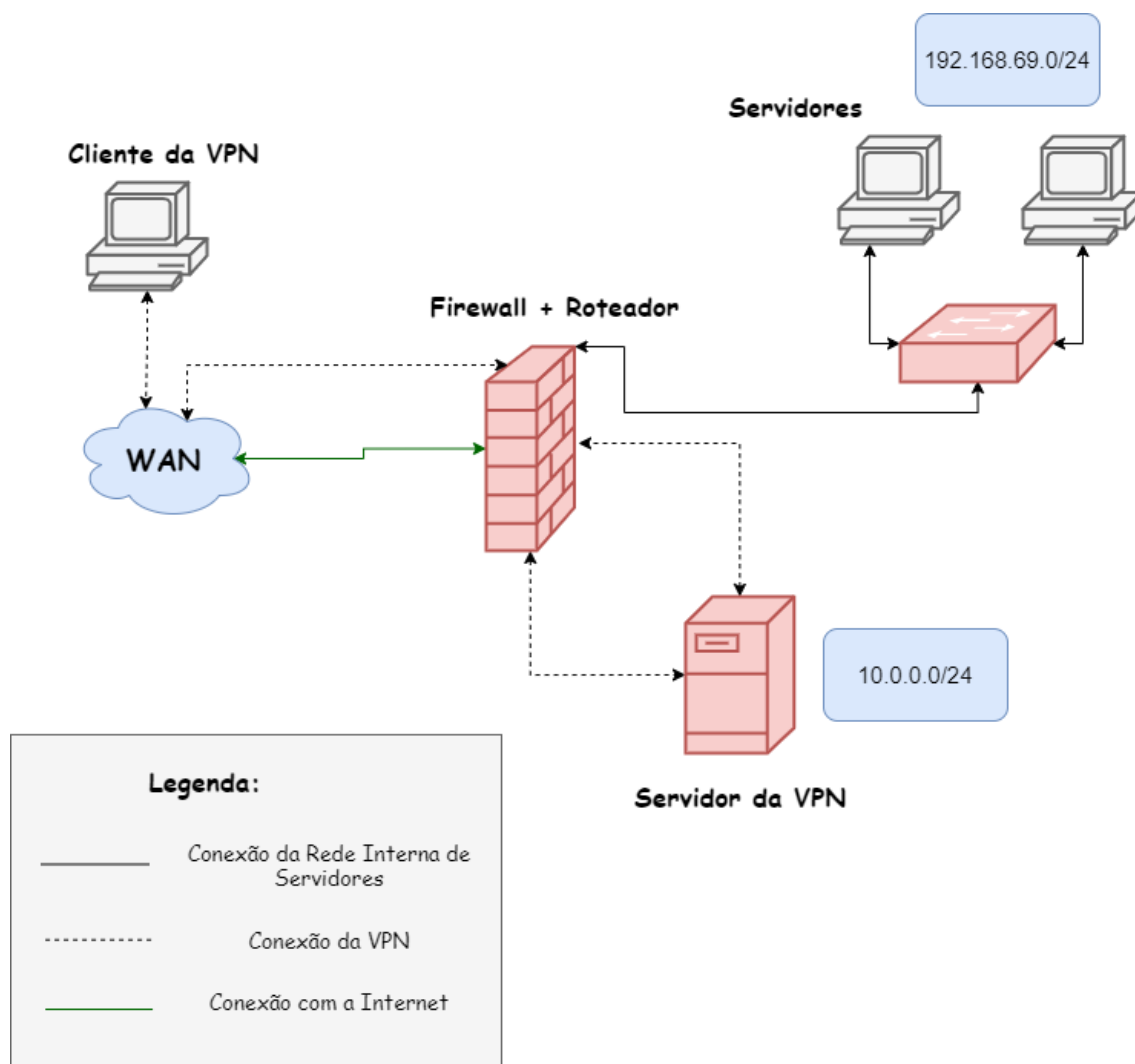 192.168.69.0/24
Servidores
Cliente da VPN
Firewall + Roteador
WAN
10.0.0.0/24
Servidor da VPN
Legenda:
Conexão da Rede Interna de
Servidores
Conexão da VPN
Conexão com a Internet